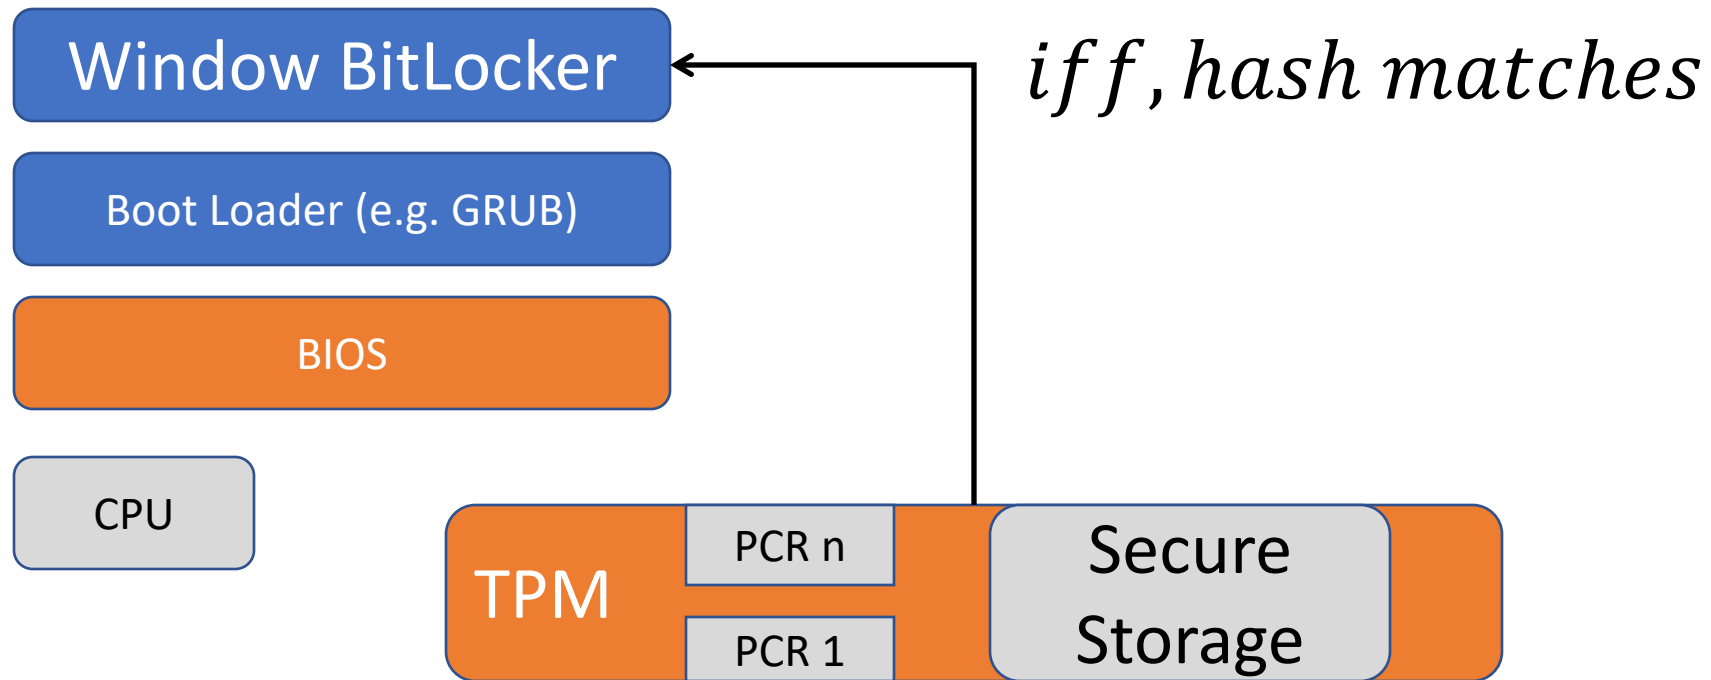 Window BitLocker
iff, hash matches
Boot Loader (e.g. GRUB)
BIOS
CPU
TPM
PCR n
PCR 1
Secure
Storage